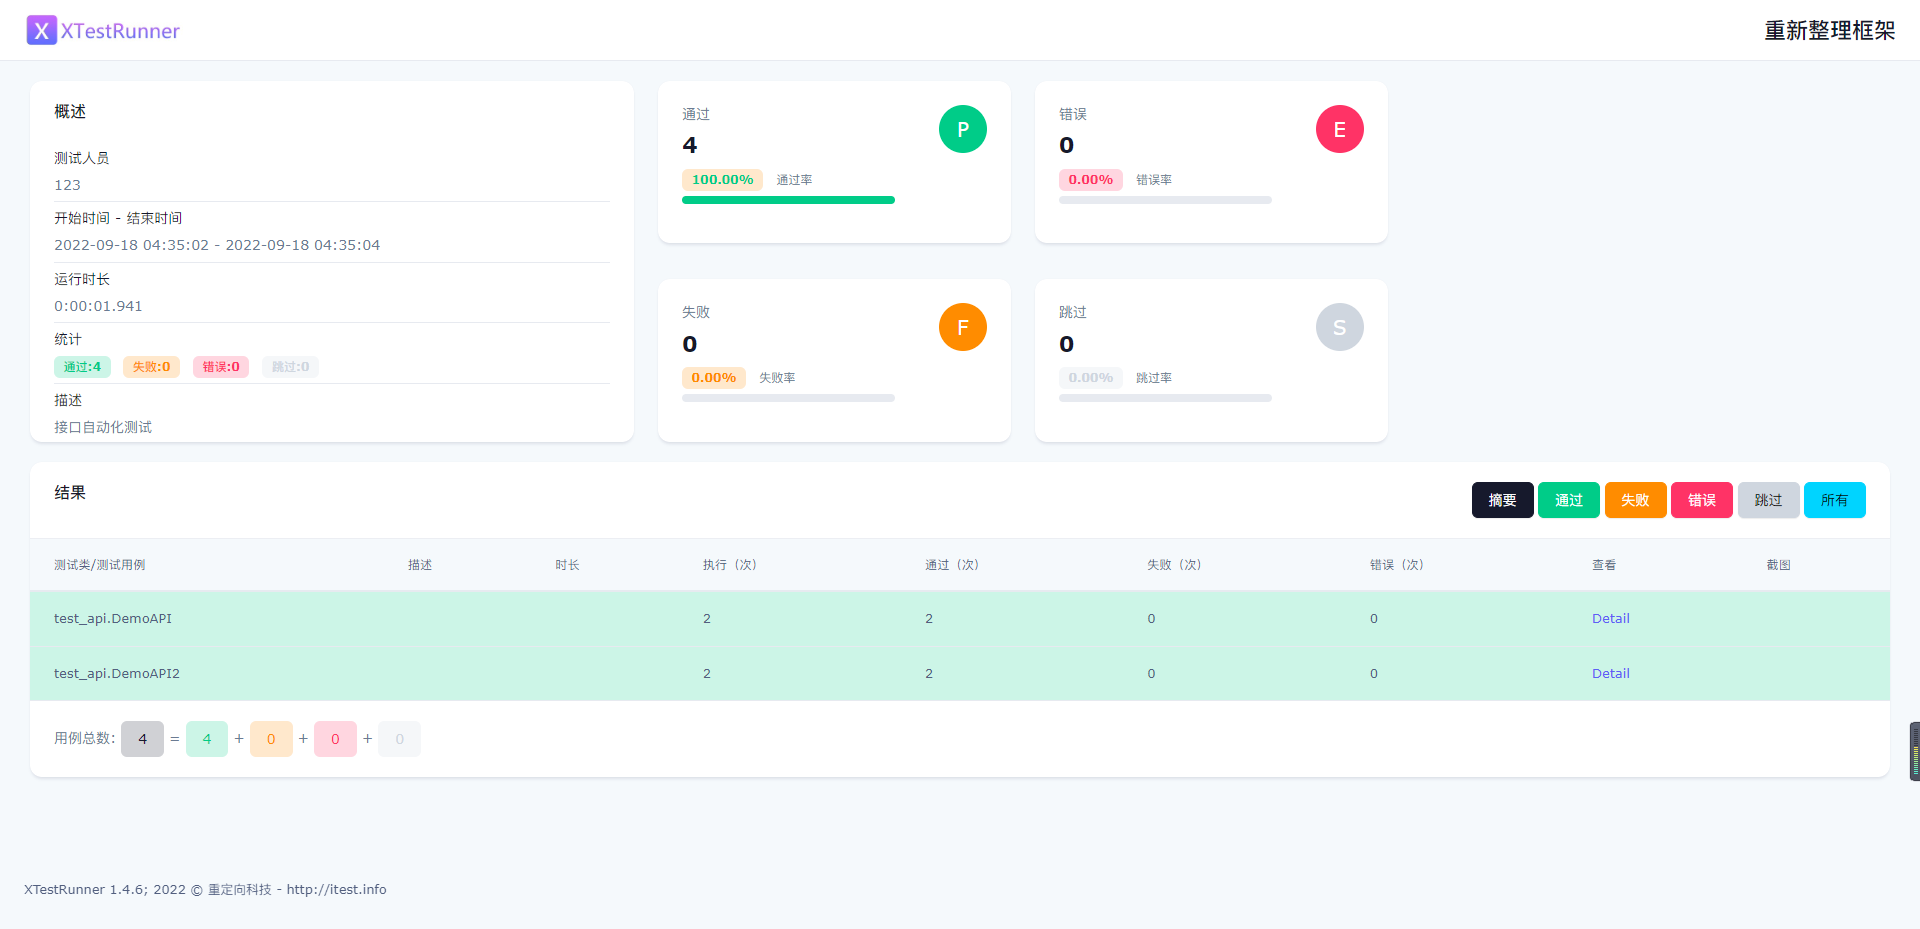 X XTestRunner
重新整理框架
概述
测试人员
123
开始时间 - 结束时间
2022-09-18 04:35:02 - 2022-09-18 04:35:04
运行时长
0:00:01.941
统计
通过:4 失败:0 错误:0 跳过:0
描述
接口自动化测试
通过
4
P
100.00% 通过率
错误
0
E
0.00% 错误率
失败
0
F
0.00% 失败率
跳过
0
S
0.00% 跳过率
结果
摘要 通过 失败 错误 跳过 所有
测试类/测试用例 描述 时长 执行（次） 通过（次） 失败（次） 错误（次） 查看 截图
test_api.DemoAPI 2 2 0 0 Detail
test_api.DemoAPI2 2 2 0 0 Detail
用例总数: 4 = 4 + 0 + 0 + 0
XTestRunner 1.4.6; 2022 © 重定向科技 - http://itest.info